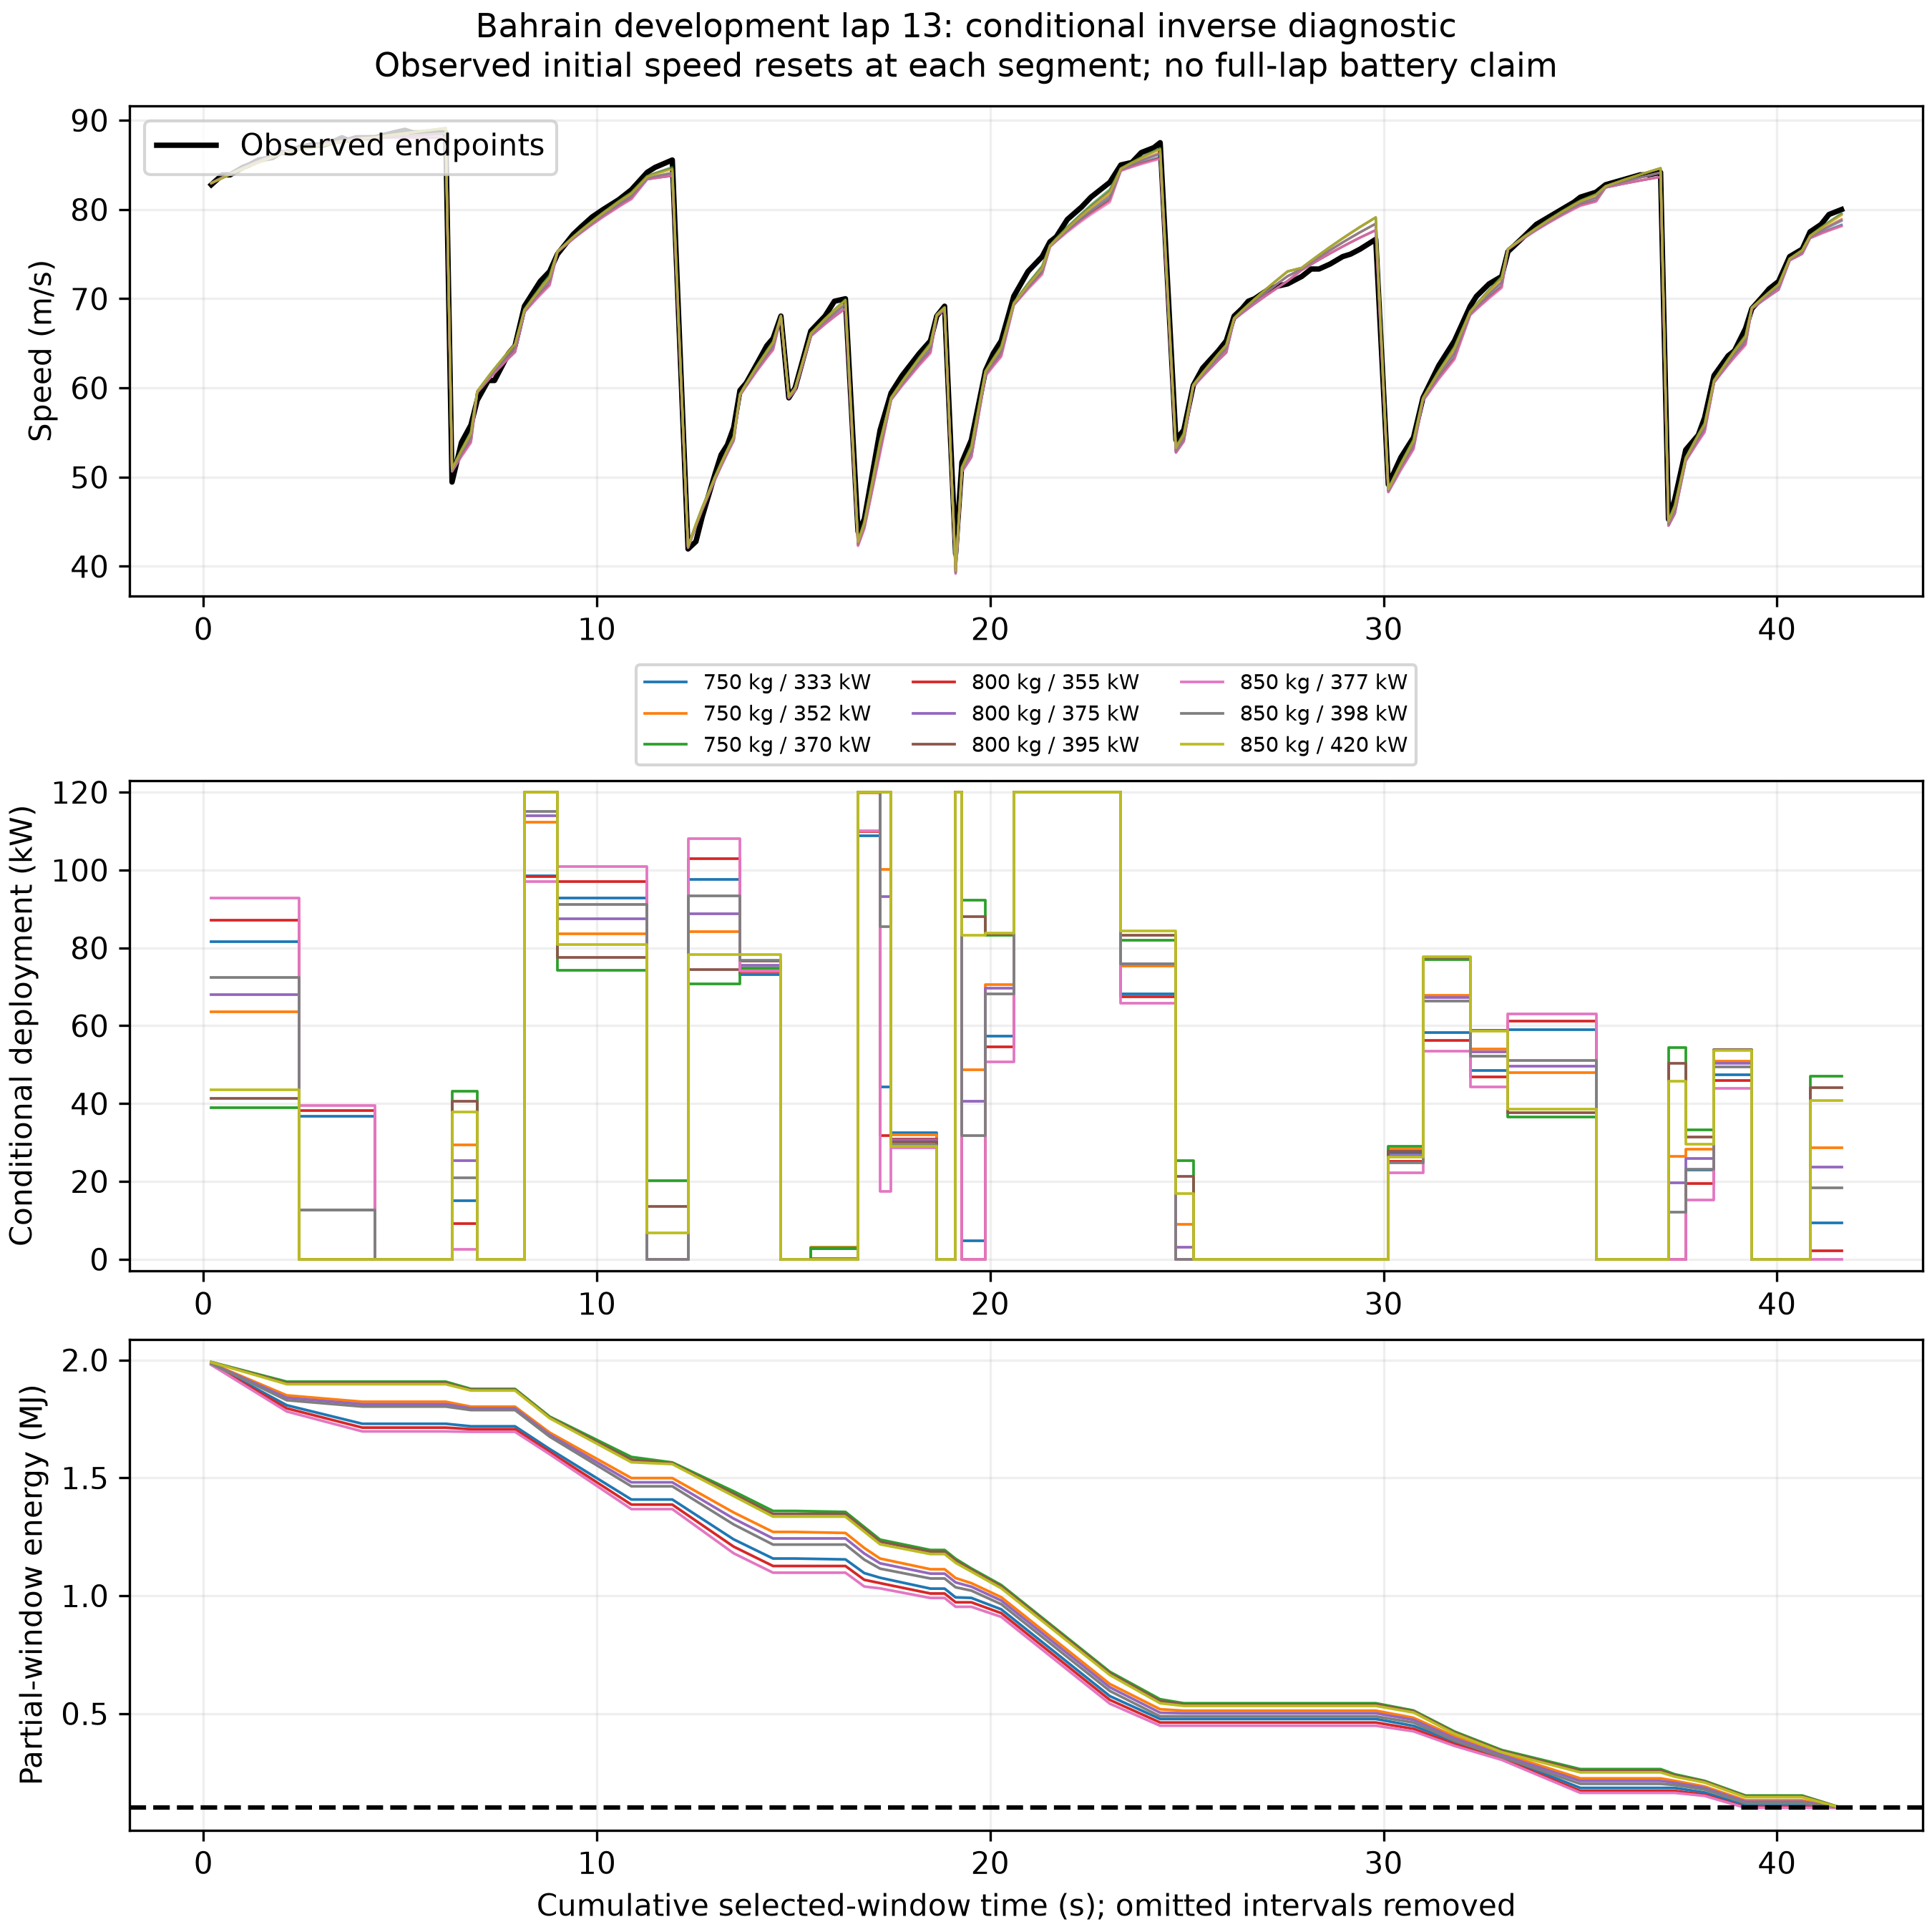 Bahrain development lap 13: conditional inverse diagnostic
Observed initial speed resets at each segment; no full-lap battery claim
Observed endpoints
Speed (m/s)
90
80
70
60
50
40
0 10 20 30 40
750 kg / 333 kW 800 kg / 355 kW 850 kg / 377 kW
750 kg / 352 kW 800 kg / 375 kW 850 kg / 398 kW
750 kg / 370 kW 800 kg / 395 kW 850 kg / 420 kW
Conditional deployment (kW)
120
100
80
60
40
20
0
0 10 20 30 40
Partial-window energy (MJ)
2.0
1.5
1.0
0.5
0 10 20 30 40
Cumulative selected-window time (s); omitted intervals removed